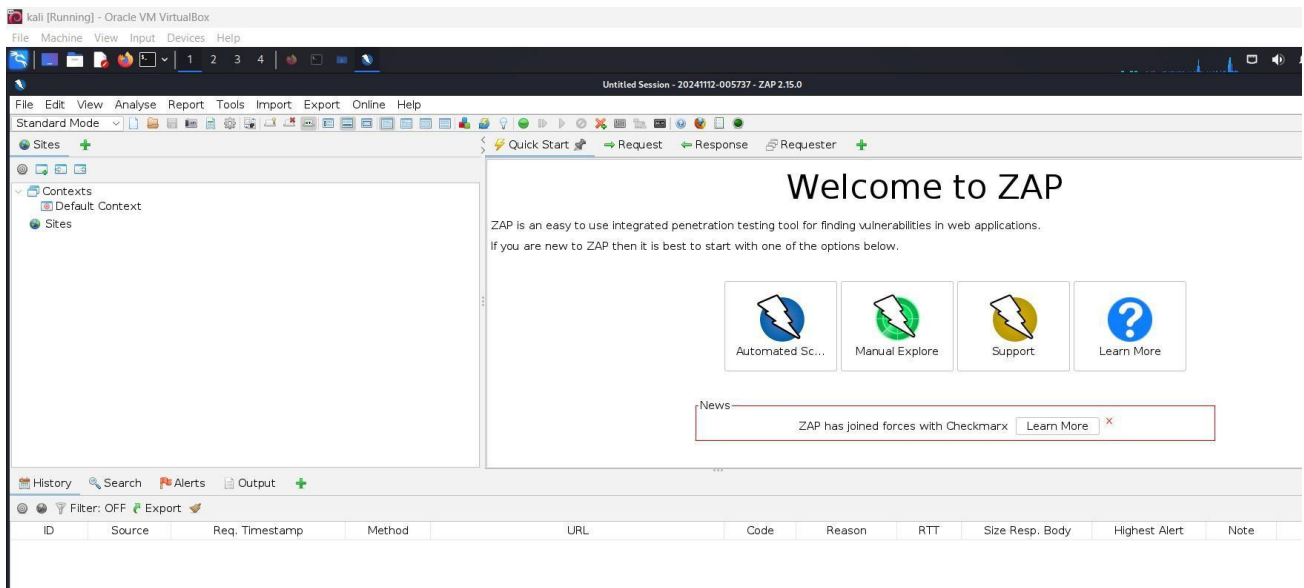 kali [Running] - Oracle VM VirtualBox
File Machine View Input Devices Help
1 2 3 4
Untitled Session - 20241112-005737 - ZAP 2.15.0
File Edit View Analyse Report Tools Import Export Online Help
Standard Mode
Sites
Quick Start Request Response Requester
Contexts
Default Context
Sites
Welcome to ZAP
ZAP is an easy to use integrated penetration testing tool for finding vulnerabilities in web applications.
If you are new to ZAP then it is best to start with one of the options below.
Automated Sc... Manual Explore Support Learn More
News
ZAP has joined forces with Checkmarx Learn More X
History Search Alerts Output
Filter: OFF Export
ID Source Req. Timestamp Method URL Code Reason RTT Size Resp. Body Highest Alert Note